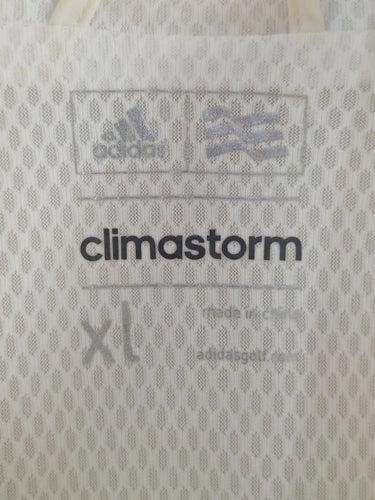 adidas
climastorm
XL
made in china
adidasgolf.com